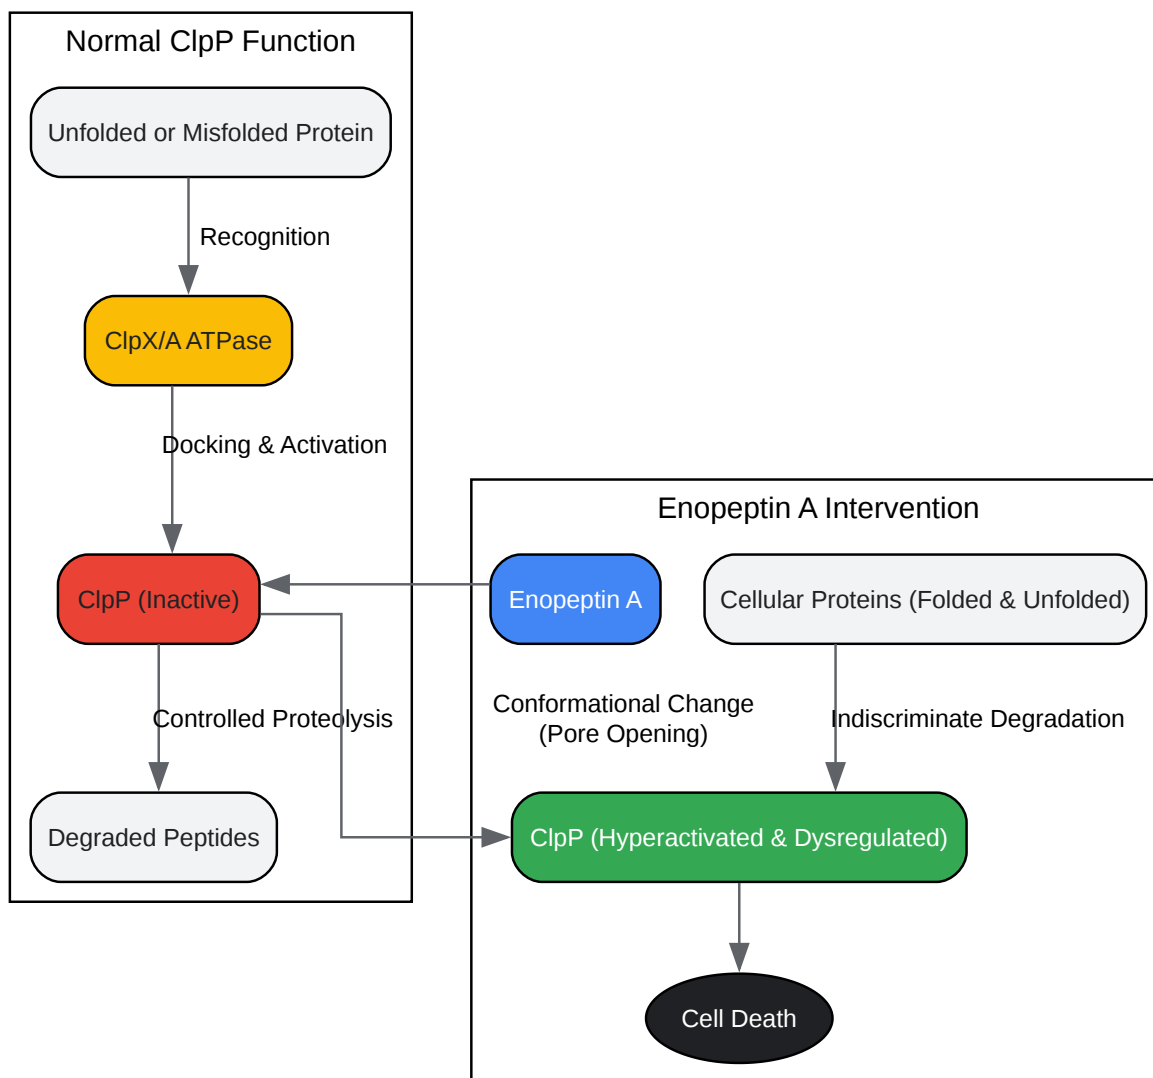 Normal ClpP Function
Unfolded or Misfolded Protein
Recognition
ClpX/A ATPase
Docking & Activation
ClpP (Inactive)
Controlled Proteolysis
Degraded Peptides
Enopeptin A Intervention
Enopeptin A
Cellular Proteins (Folded & Unfolded)
Conformational Change
(Pore Opening)
Indiscriminate Degradation
ClpP (Hyperactivated & Dysregulated)
Cell Death